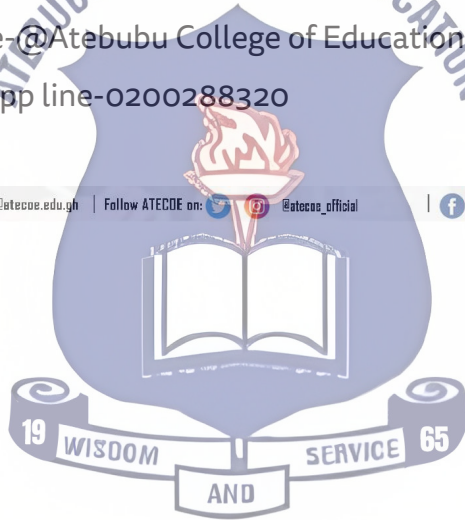 e-@Atebubu College of Education
pp line-0200288320
@atecoe.edu.gh | Follow ATECOE on: @atecoe_official |
19 WISDOM AND SERVICE 65